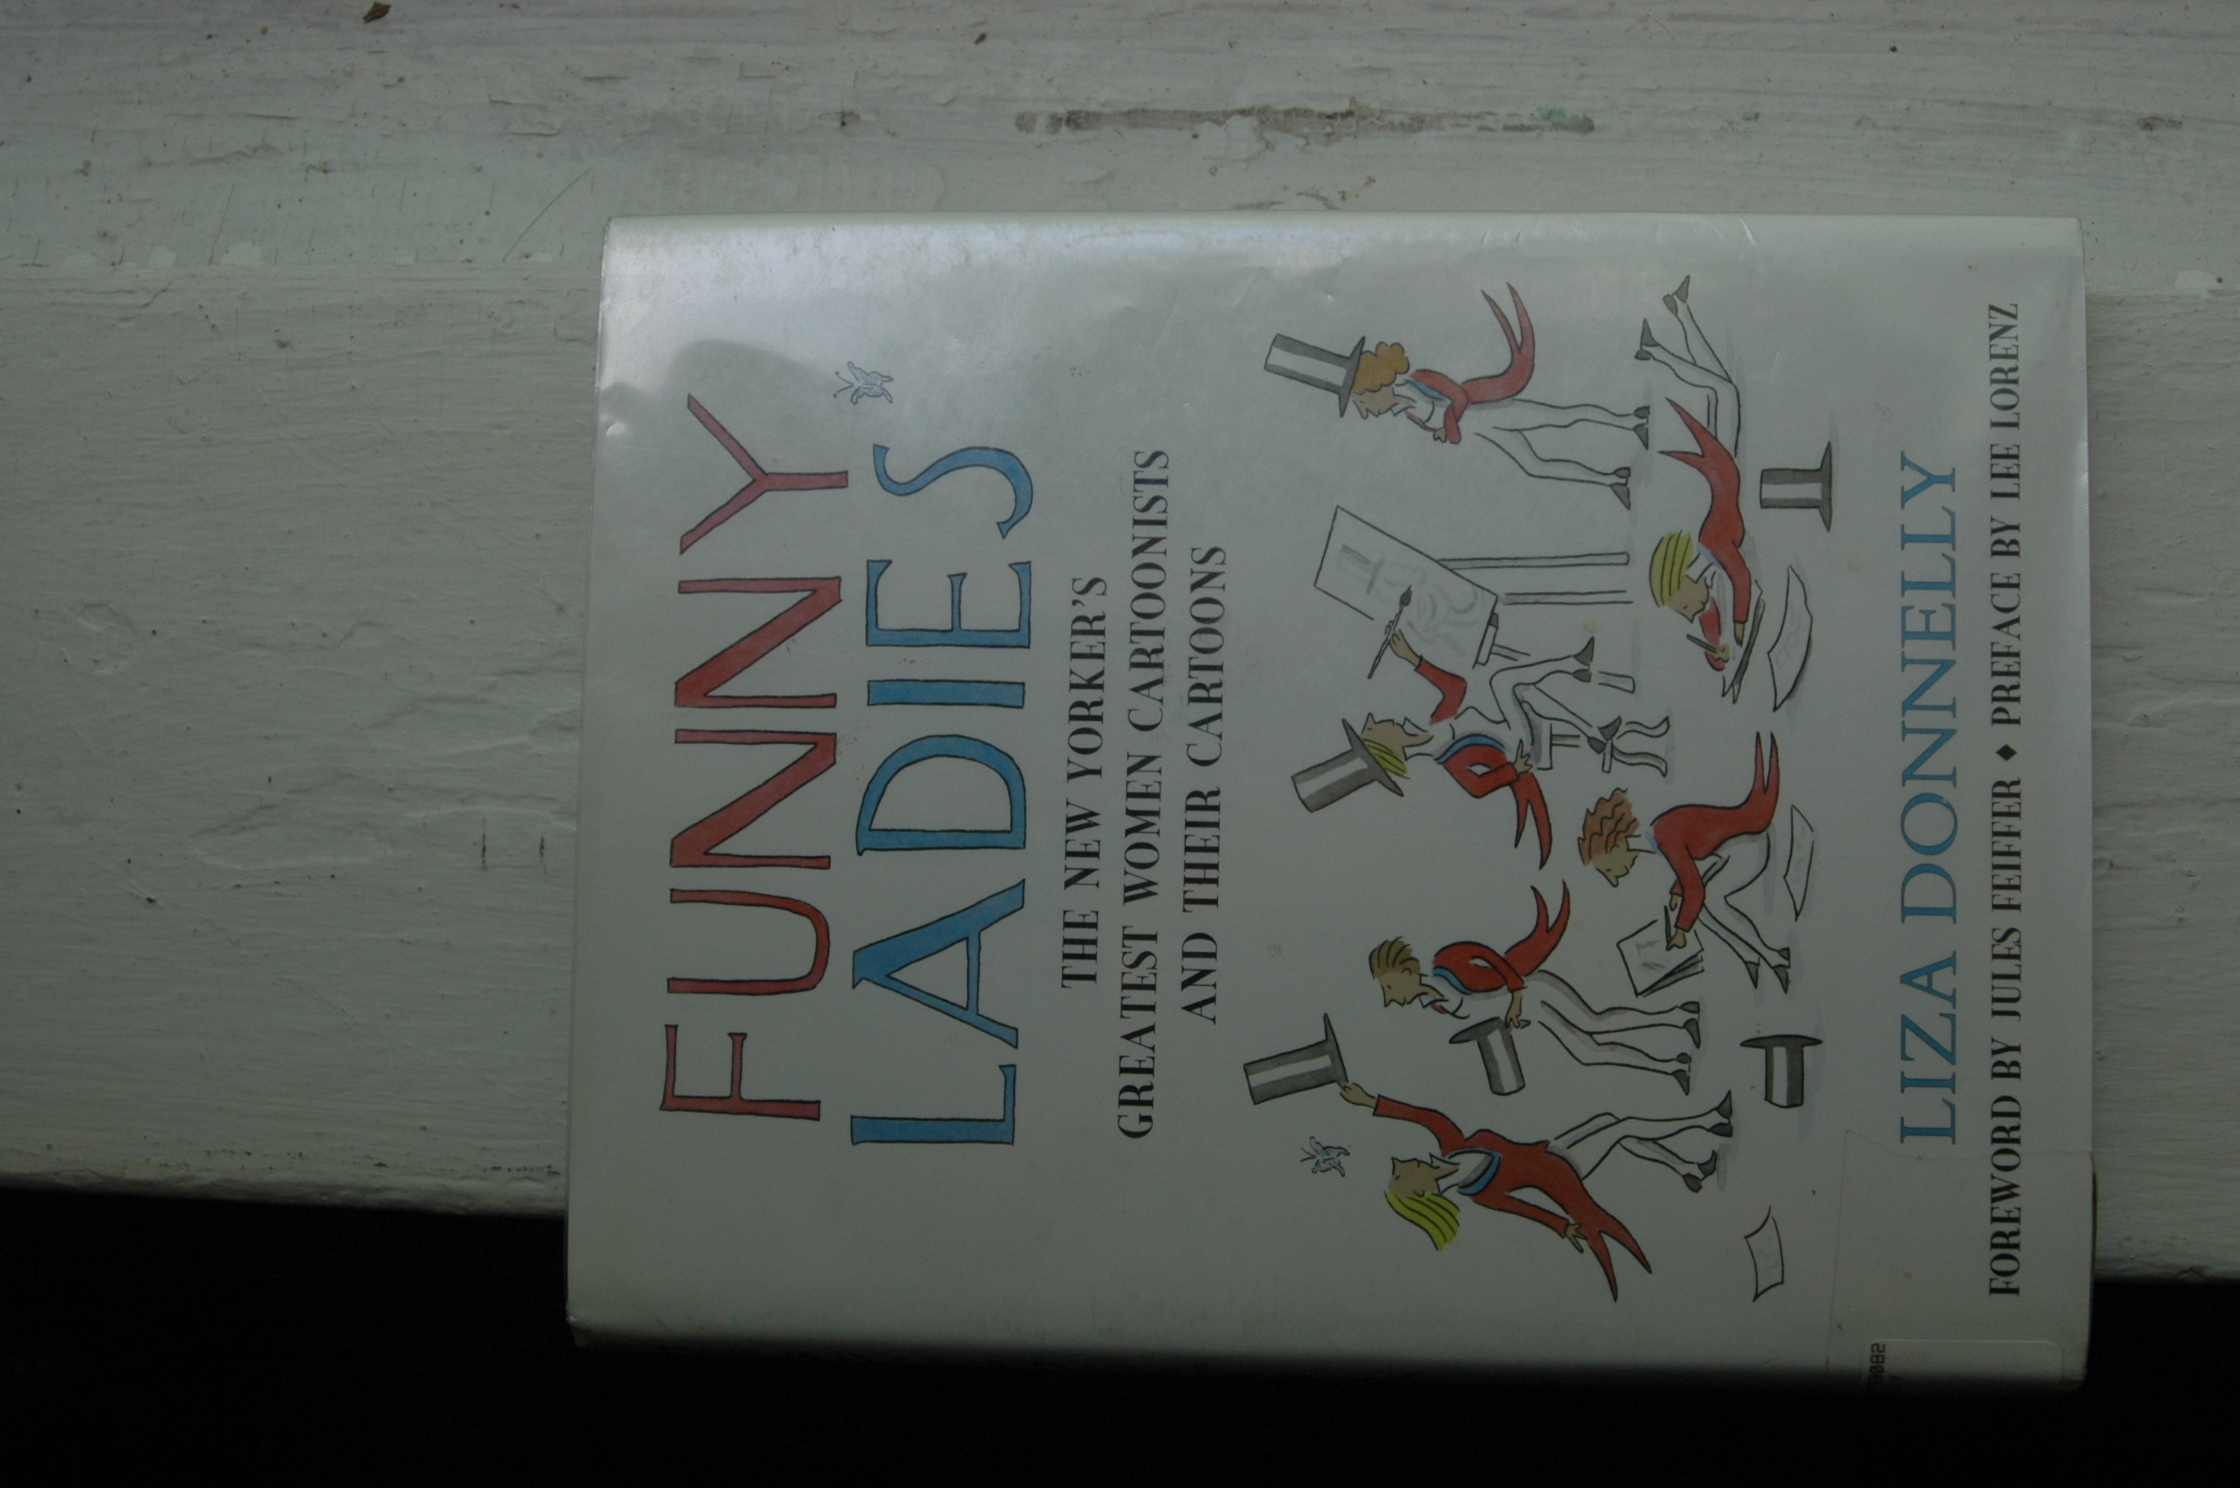 FUNNY
LADIES
THE NEW YORKER'S
GREATEST WOMEN CARTOONISTS
AND THEIR CARTOONS
LIZA DONNELLY
FOREWORD BY JULES FEIFFER ♦ PREFACE BY LEE LORENZ